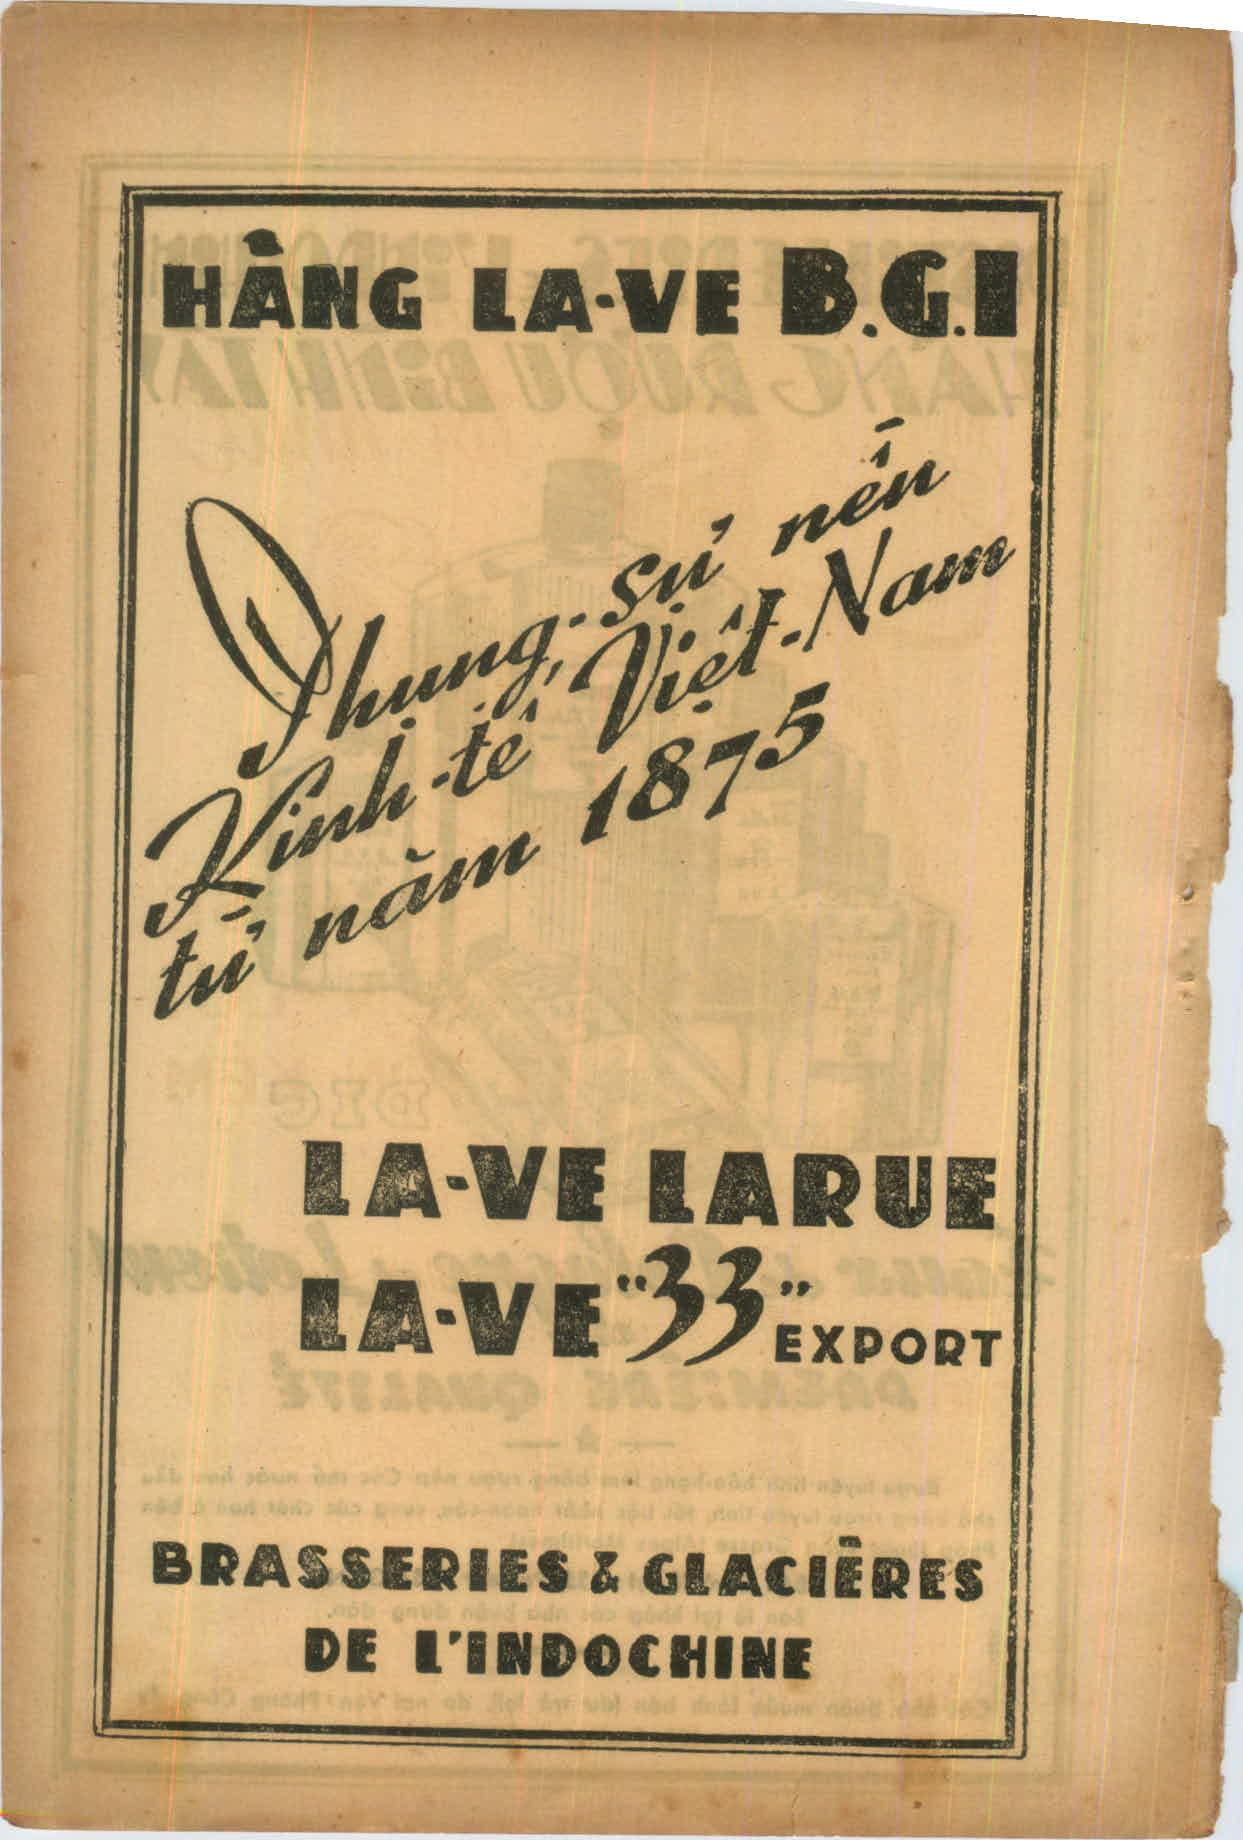 HÃNG LA-VE B.G.I
Phụng-sự nền
Kinh-tế Việt-Nam
từ năm 1875
LA-VE LARUE
LA-VE "33" EXPORT
BRASSERIES & GLACIÈRES
DE L'INDOCHINE